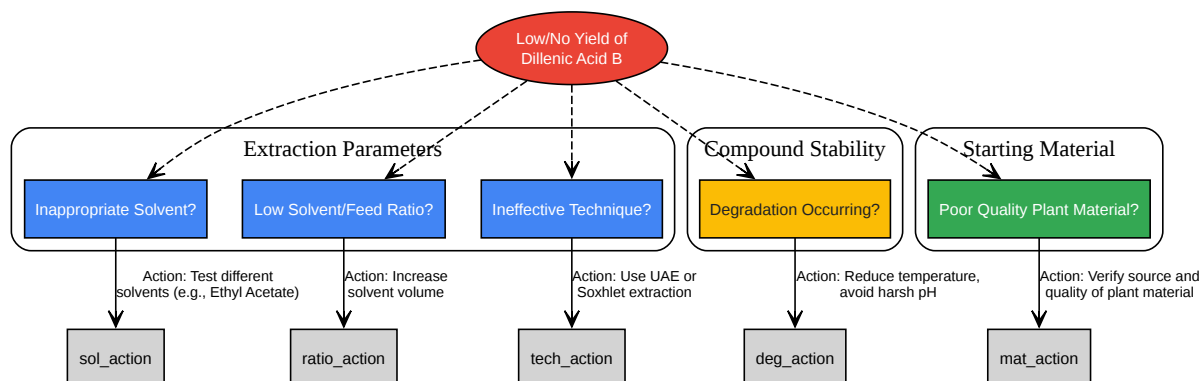 Low/No Yield of
Dillenic Acid B
Extraction Parameters
Compound Stability
Starting Material
Inappropriate Solvent?
Low Solvent/Feed Ratio?
Ineffective Technique?
Degradation Occurring?
Poor Quality Plant Material?
Action: Test different
solvents (e.g., Ethyl Acetate)
Action: Increase
solvent volume
Action: Use UAE or
Soxhlet extraction
Action: Reduce temperature,
avoid harsh pH
Action: Verify source and
quality of plant material
sol_action
ratio_action
tech_action
deg_action
mat_action